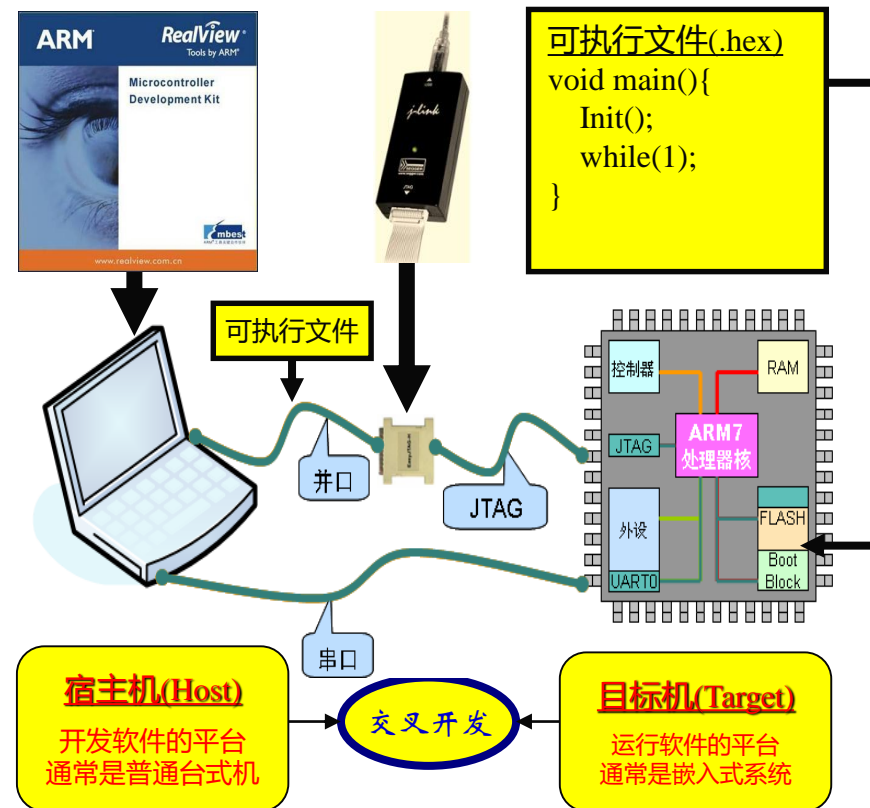 ARM
RealView
Tools by ARM
Microcontroller
Development Kit
Embest
www.realview.com.cn
j-link
可执行文件(.hex)
void main(){
Init();
while(1);
}
可执行文件
并口
JTAG
串口
控制器
RAM
ARM7
处理器核
JTAG
外设
UART0
FLASH
Boot
Block
宿主机(Host)
开发软件的平台
通常是普通台式机
交叉开发
目标机(Target)
运行软件的平台
通常是嵌入式系统